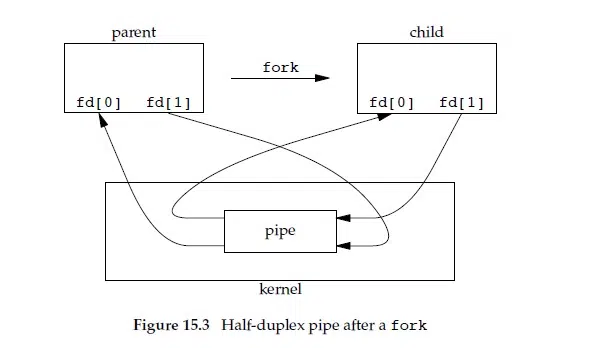 parent
child
fork
fd[0] fd[1]
fd[0] fd[1]
pipe
kernel
Figure 15.3 Half-duplex pipe after a fork